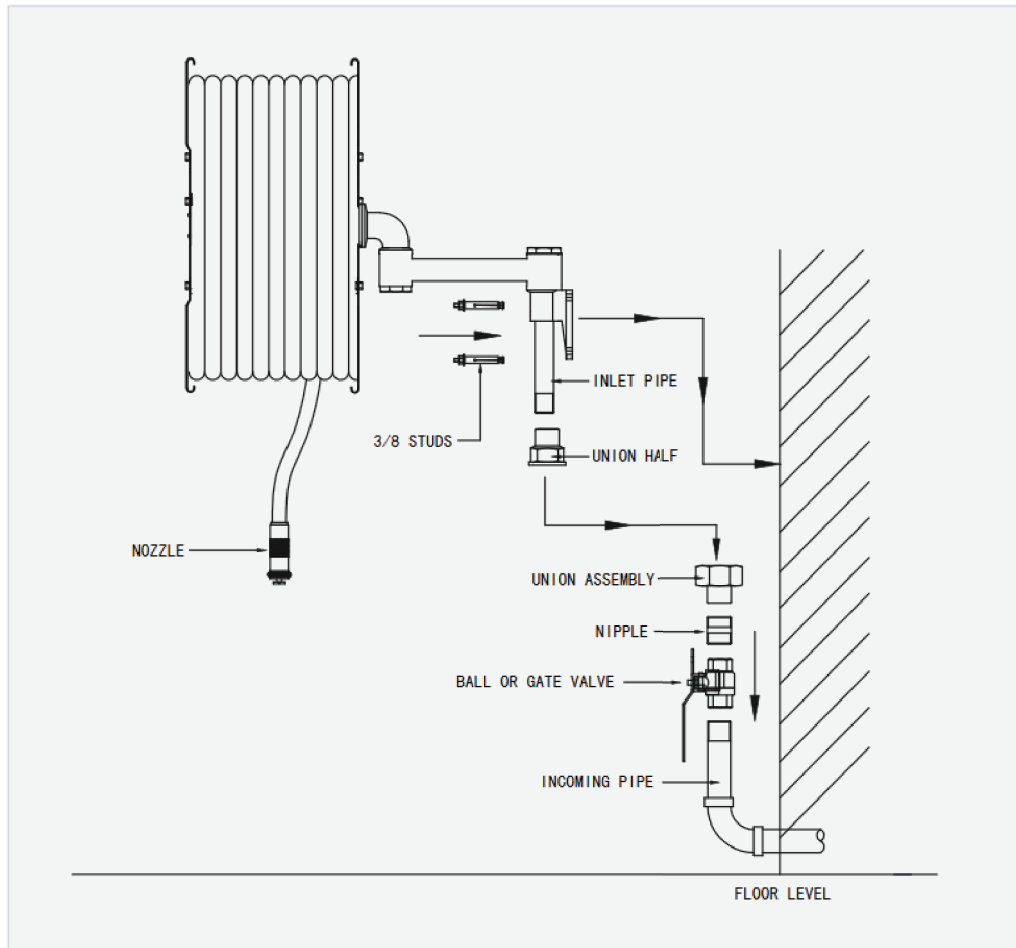 INLET PIPE
3/8 STUDS
UNION HALF
NOZZLE
UNION ASSEMBLY
NIPPLE
BALL OR GATE VALVE
INCOMING PIPE
FLOOR LEVEL